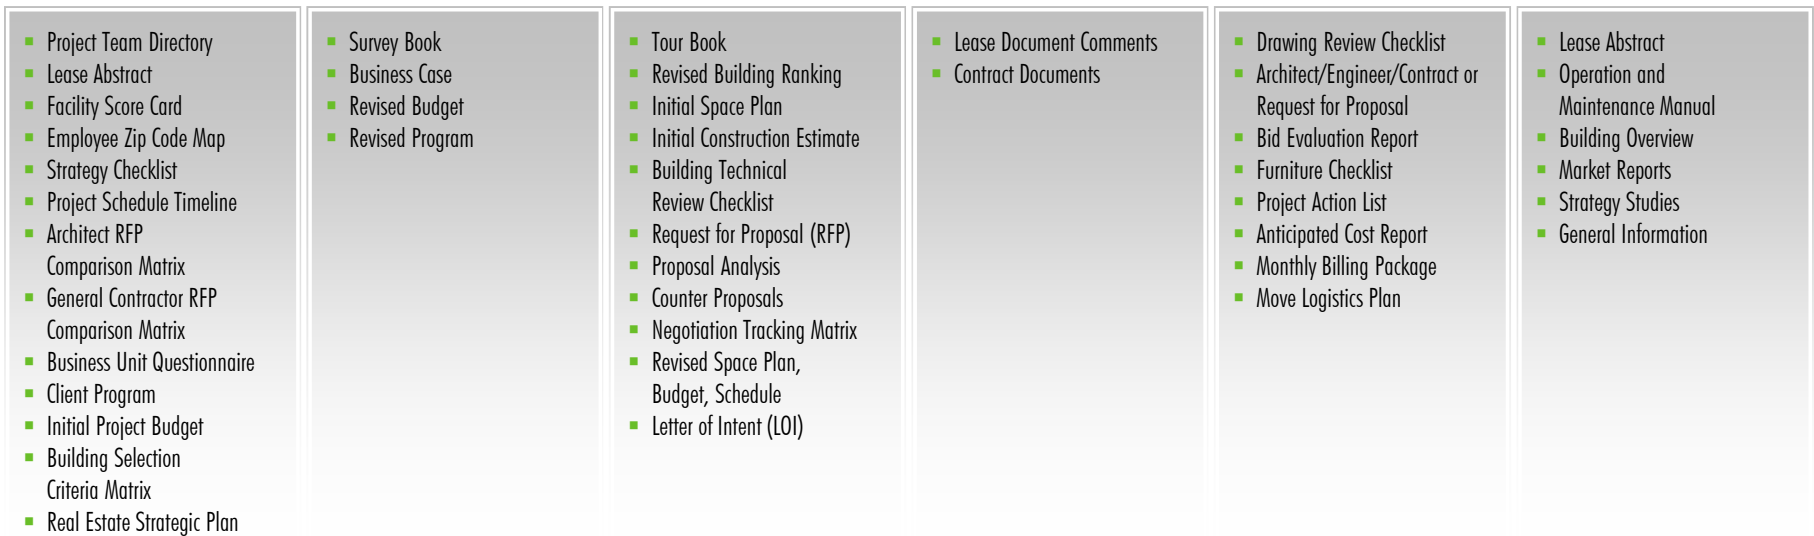 Project Team Directory
Lease Abstract
Facility Score Card
Employee Zip Code Map
Strategy Checklist
Project Schedule Timeline
Architect RFP
Comparison Matrix
General Contractor RFP
Comparison Matrix
Business Unit Questionnaire
Client Program
Initial Project Budget
Building Selection
Criteria Matrix
Real Estate Strategic Plan
Survey Book
Business Case
Revised Budget
Revised Program
Tour Book
Revised Building Ranking
Initial Space Plan
Initial Construction Estimate
Building Technical
Review Checklist
Request for Proposal (RFP)
Proposal Analysis
Counter Proposals
Negotiation Tracking Matrix
Revised Space Plan,
Budget, Schedule
Letter of Intent (LOI)
Lease Document Comments
Contract Documents
Drawing Review Checklist
Architect/Engineer/Contract or
Request for Proposal
Bid Evaluation Report
Furniture Checklist
Project Action List
Anticipated Cost Report
Monthly Billing Package
Move Logistics Plan
Lease Abstract
Operation and
Maintenance Manual
Building Overview
Market Reports
Strategy Studies
General Information